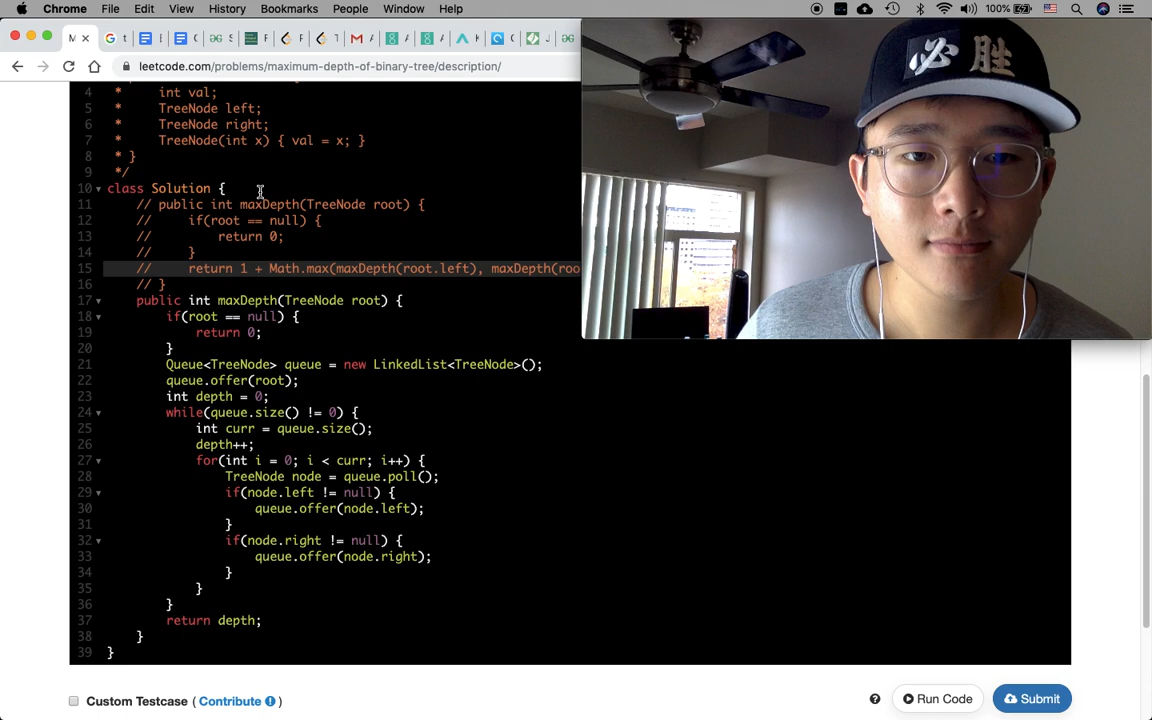 Chrome File Edit View History Bookmarks People Window Help 100%
leetcode.com/problems/maximum-depth-of-binary-tree/description/
必 胜
4 * int val;
5 * TreeNode left;
6 * TreeNode right;
7 * TreeNode(int x) { val = x; }
8 * }
9 */
10 class Solution {
11 // public int maxDepth(TreeNode root) {
12 // if(root == null) {
13 // return 0;
14 // }
15 // return 1 + Math.max(maxDepth(root.left), maxDepth(roo
16 // }
17 public int maxDepth(TreeNode root) {
18 if(root == null) {
19 return 0;
20 }
21 Queue<TreeNode> queue = new LinkedList<TreeNode>();
22 queue.offer(root);
23 int depth = 0;
24 while(queue.size() != 0) {
25 int curr = queue.size();
26 depth++;
27 for(int i = 0; i < curr; i++) {
28 TreeNode node = queue.poll();
29 if(node.left != null) {
30 queue.offer(node.left);
31 }
32 if(node.right != null) {
33 queue.offer(node.right);
34 }
35 }
36 }
37 return depth;
38 }
39 }
Custom Testcase ( Contribute )
Run Code
Submit